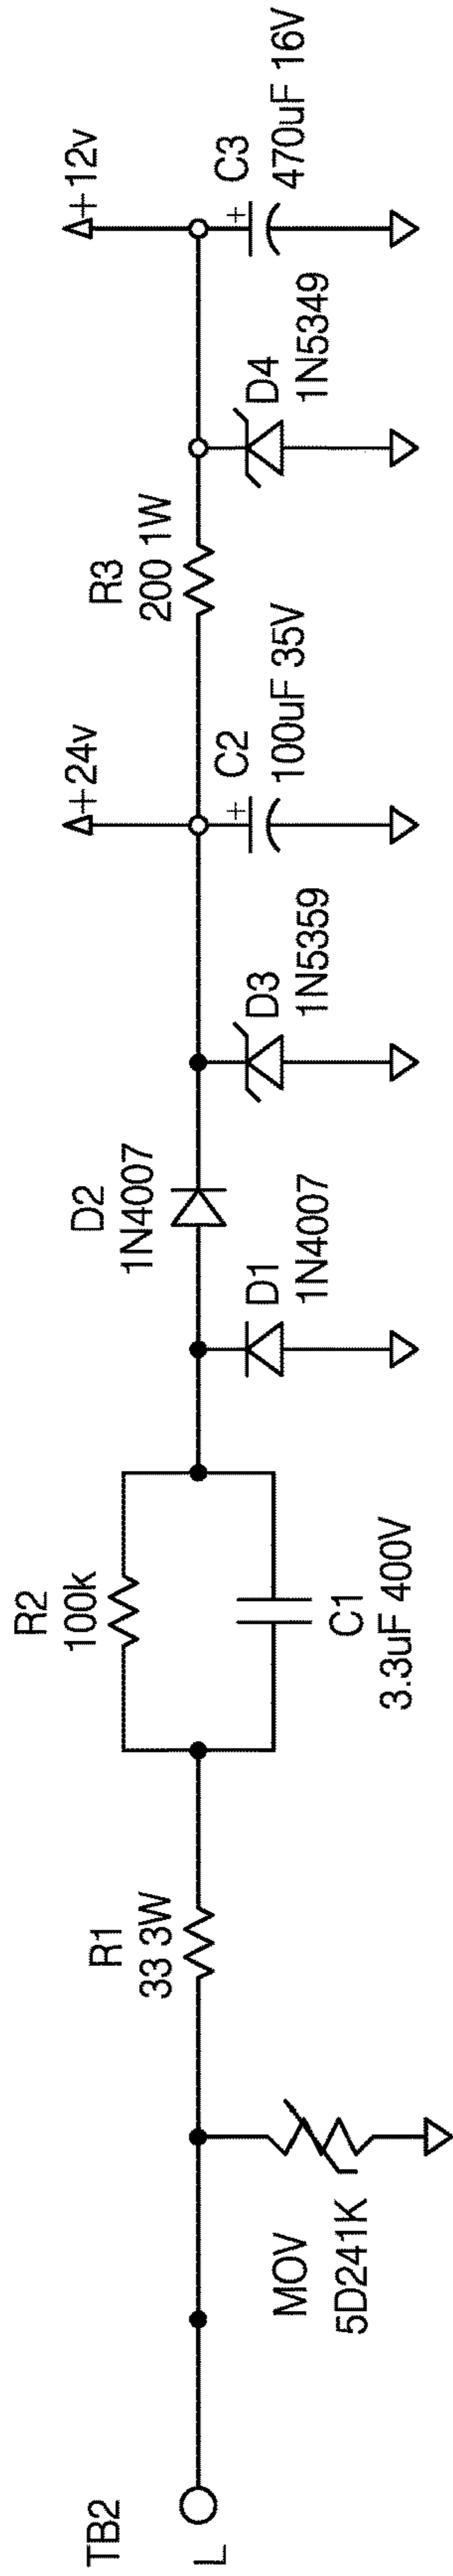 TB2
L
MOV
5D241K
R1
33 3W
R2
100k
C1
3.3uF 400V
D1
1N4007
D2
1N4007
D3
1N5359
+24v
C2
100uF 35V
+
R3
200 1W
D4
1N5349
+12v
C3
470uF 16V
+